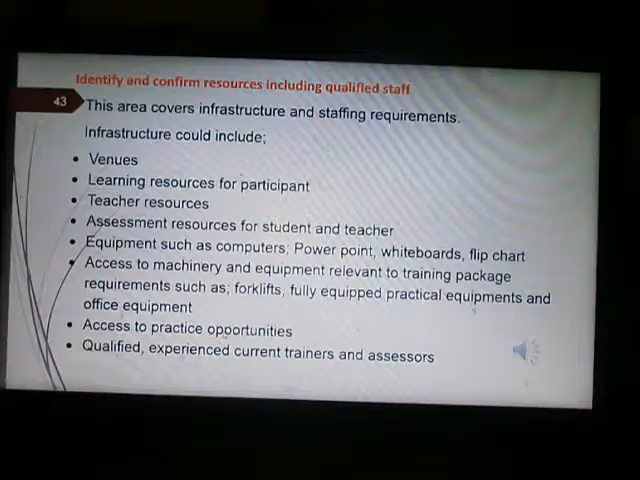 Identify and confirm resources including qualified staff
43
This area covers infrastructure and staffing requirements.
Infrastructure could include;
• Venues
• Learning resources for participant
• Teacher resources
• Assessment resources for student and teacher
• Equipment such as computers; Power point, whiteboards, flip chart
• Access to machinery and equipment relevant to training package
requirements such as; forklifts, fully equipped practical equipments and
office equipment
• Access to practice opportunities
• Qualified, experienced current trainers and assessors